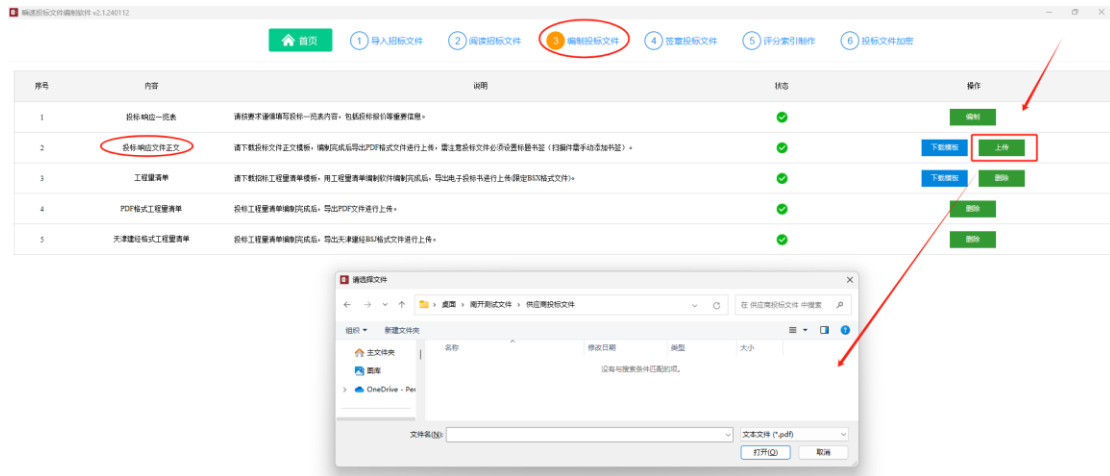 瞬速投标文件编制软件 v2.1.240112
首页 1 导入招标文件 2 阅读招标文件 3 编制投标文件 4 签章投标文件 5 评分索引制作 6 投标文件加密
序号 内容 说明 状态 操作
1 投标响应一览表 请按要求谨慎填写投标一览表内容,包括投标报价等重要信息。 编制
2 投标响应文件正文 请下载投标文件正文模板,编制完成后导出PDF格式文件进行上传,需注意投标文件必须设置标题书签(扫描件需手动添加书签)。 下载模板 上传
3 工程量清单 请下载招标工程量清单模板,用工程量清单编制软件编制完成后,导出电子投标书进行上传(限定BSX格式文件)。 下载模板 删除
4 PDF格式工程量清单 投标工程量清单编制完成后,导出PDF文件进行上传。 删除
5 天津建经格式工程量清单 投标工程量清单编制完成后,导出天津建经BSJ格式文件进行上传。 删除
请选择文件
桌面 › 南开测试文件 › 供应商投标文件 在 供应商投标文件 中搜索
组织 新建文件夹
名称 修改日期 类型 大小
主文件夹
没有与搜索条件匹配的项。
图库
OneDrive - Per
文件名(N): 文本文件 (*.pdf)
打开(O) 取消